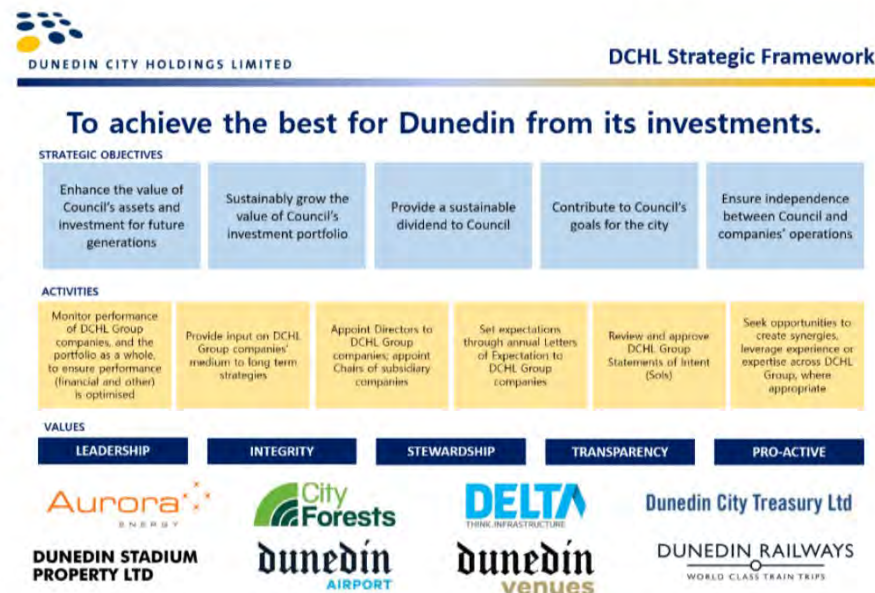 DUNEDIN CITY HOLDINGS LIMITED
DCHL Strategic Framework
To achieve the best for Dunedin from its investments.
STRATEGIC OBJECTIVES
Enhance the value of
Council's assets and
investment for future
generations
Sustainably grow the
value of Council's
investment portfolio
Provide a sustainable
dividend to Council
Contribute to Council's
goals for the city
Ensure independence
between Council and
companies' operations
ACTIVITIES
Monitor performance
of DCHL Group
companies, and the
portfolio as a whole,
to ensure performance
(financial and other)
is optimised
Provide input on DCHL
Group companies'
medium to long term
strategies
Appoint Directors to
DCHL Group
companies; appoint
Chairs of subsidiary
companies
Set expectations
through annual Letters
of Expectation to
DCHL Group
companies
Review and approve
DCHL Group
Statements of Intent
(SoIs)
Seek opportunities to
create synergies,
leverage experience or
expertise across DCHL
Group, where
appropriate
VALUES
LEADERSHIP
INTEGRITY
STEWARDSHIP
TRANSPARENCY
PRO-ACTIVE
Aurora
ENERGY
City
Forests
DELTA
THINK.INFRASTRUCTURE
Dunedin City Treasury Ltd
DUNEDIN STADIUM
PROPERTY LTD
dunedin
AIRPORT
dunedin
venues
DUNEDIN RAILWAYS
WORLD CLASS TRAIN TRIPS